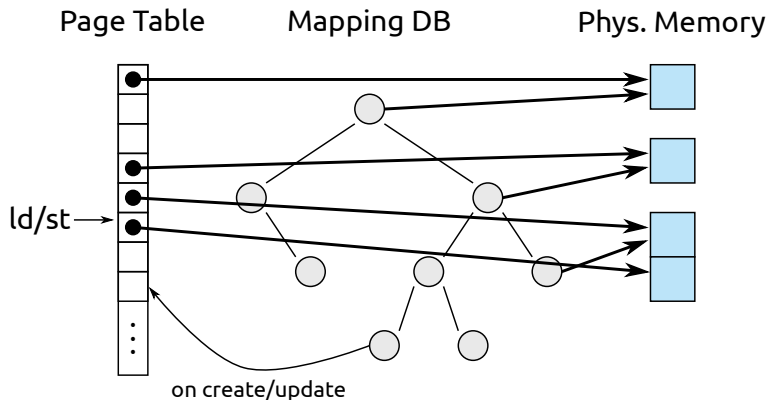 Page Table
Mapping DB
Phys. Memory
ld/st
on create/update